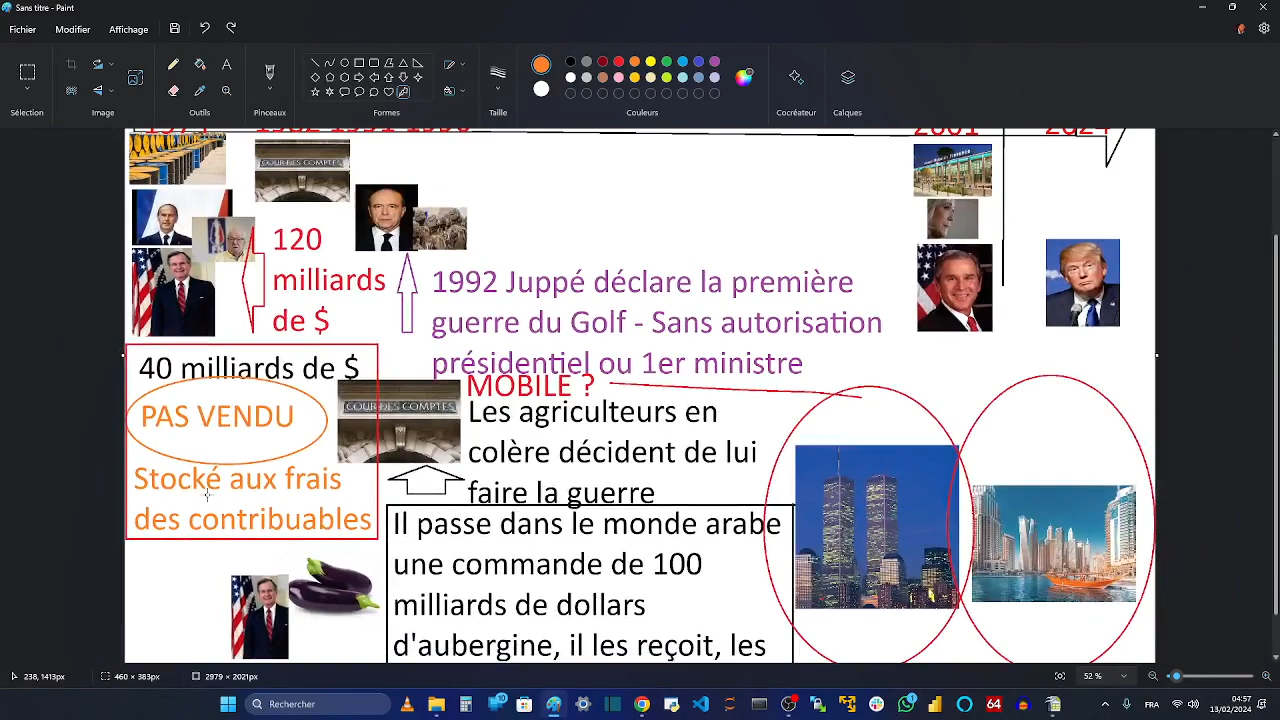 Sans titre - Paint
Fichier Modifier Affichage
Sélection Image Outils Pinceaux Formes Taille Couleurs Cocréateur Calques
2001 2024
COUR DES COMPTES
120
milliards
de $
1992 Juppé déclare la première
guerre du Golf - Sans autorisation
présidentiel ou 1er ministre
40 milliards de $
PAS VENDU
Stocké aux frais
des contribuables
COUR DES COMPTES
MOBILE ?
Les agriculteurs en
colère décident de lui
faire la guerre
Il passe dans le monde arabe
une commande de 100
milliards de dollars
d'aubergine, il les reçoit, les
238, 1413px 460 × 383px 2979 × 2021px 52 %
Rechercher
04:57
13/02/2024